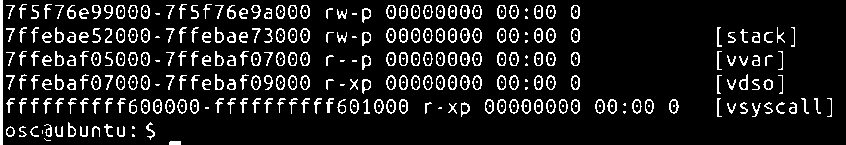 7f5f76e99000-7f5f76e9a000 rw-p 00000000 00:00 0
7ffebae52000-7ffebae73000 rw-p 00000000 00:00 0 [stack]
7ffebaf05000-7ffebaf07000 r--p 00000000 00:00 0 [vvar]
7ffebaf07000-7ffebaf09000 r-xp 00000000 00:00 0 [vdso]
ffffffffff600000-ffffffffff601000 r-xp 00000000 00:00 0 [vsyscall]
osc@ubuntu:$